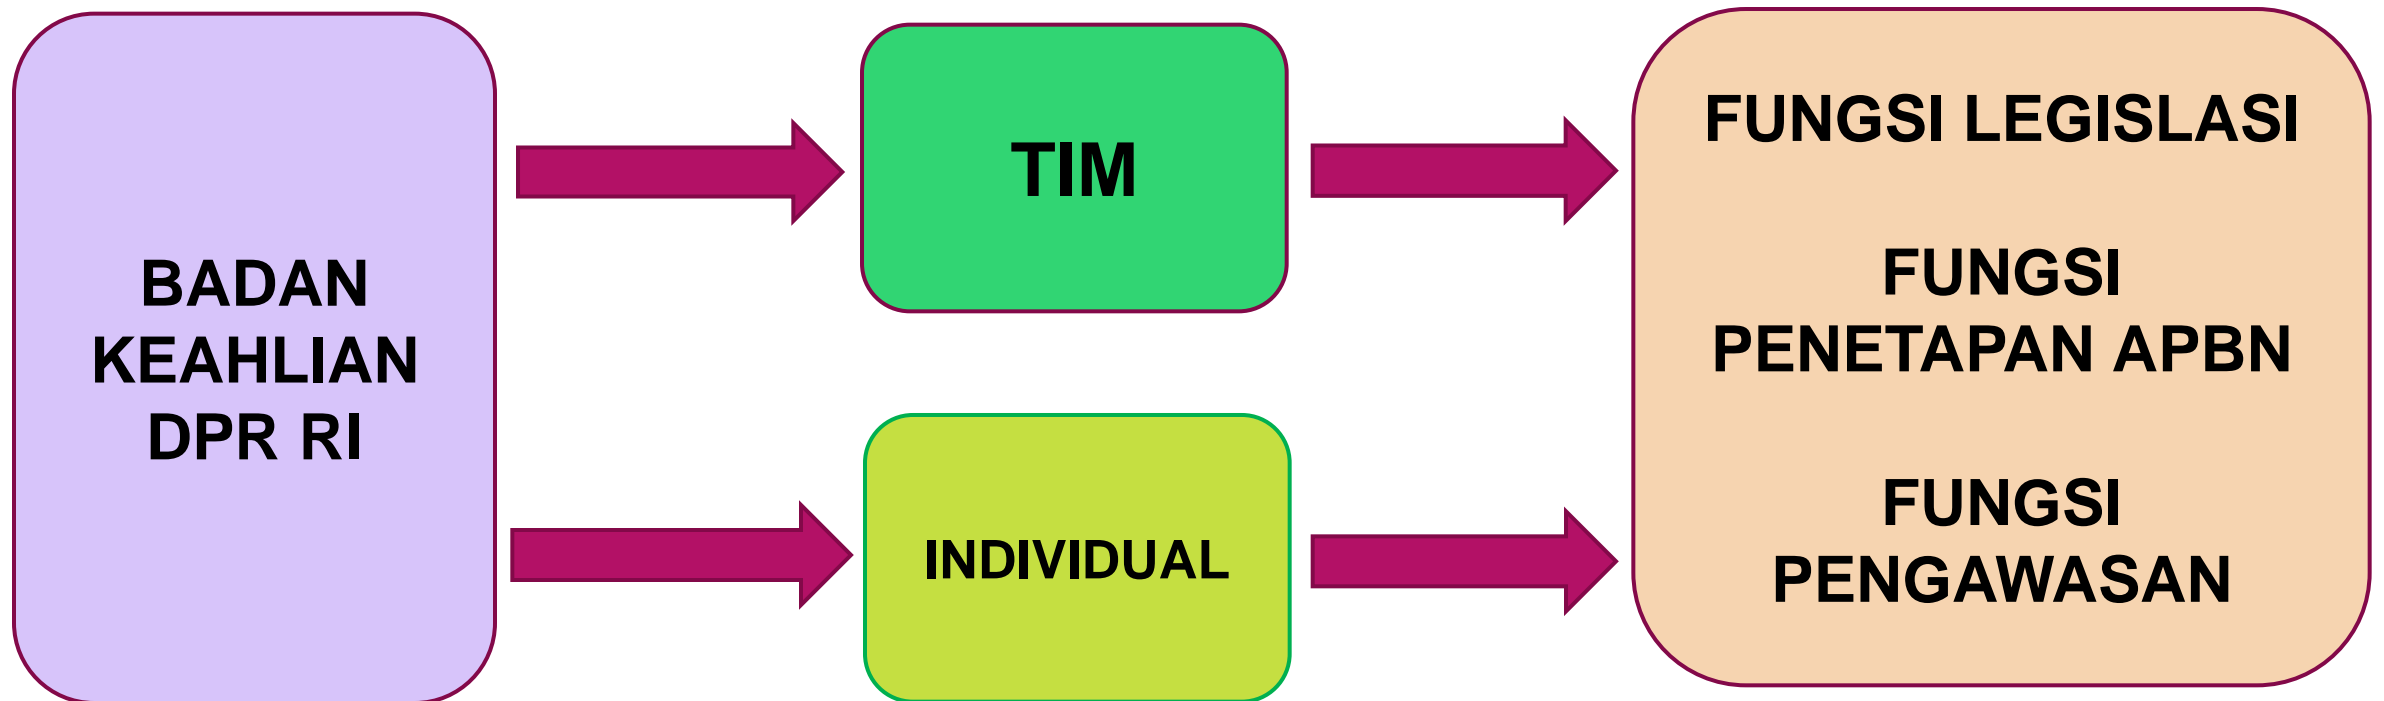 BADAN
KEAHLIAN
DPR RI
TIM
INDIVIDUAL
FUNGSI LEGISLASI
FUNGSI
PENETAPAN APBN
FUNGSI
PENGAWASAN